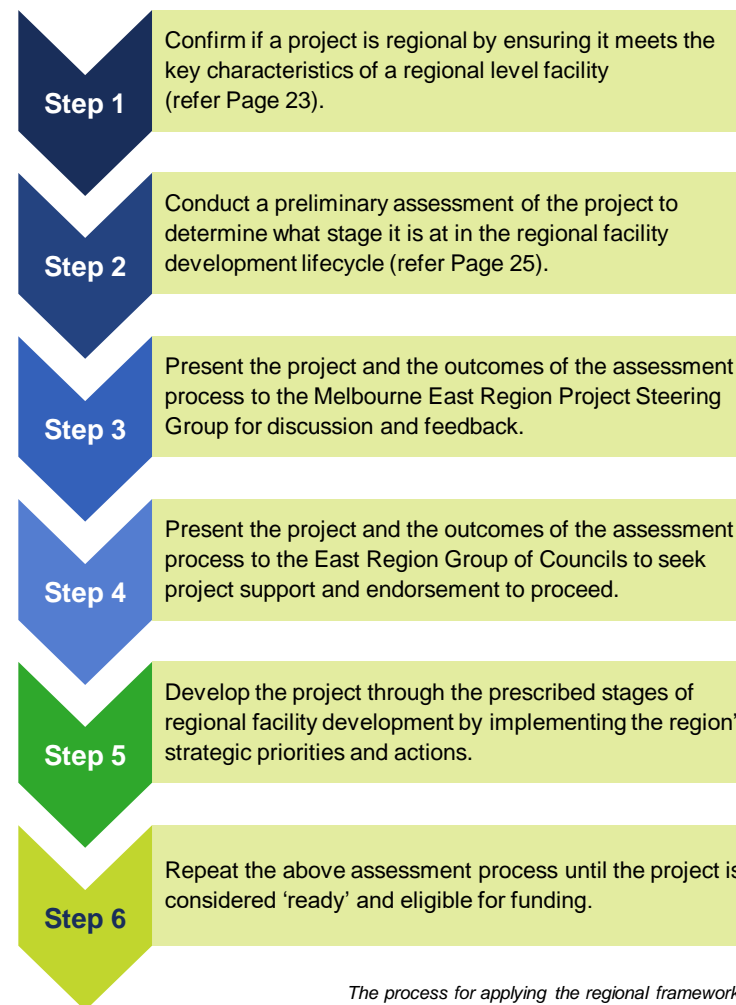 Step 1
Confirm if a project is regional by ensuring it meets the
key characteristics of a regional level facility
(refer Page 23).
Step 2
Conduct a preliminary assessment of the project to
determine what stage it is at in the regional facility
development lifecycle (refer Page 25).
Step 3
Present the project and the outcomes of the assessment
process to the Melbourne East Region Project Steering
Group for discussion and feedback.
Step 4
Present the project and the outcomes of the assessment
process to the East Region Group of Councils to seek
project support and endorsement to proceed.
Step 5
Develop the project through the prescribed stages of
regional facility development by implementing the region'
strategic priorities and actions.
Step 6
Repeat the above assessment process until the project is
considered ‘ready’ and eligible for funding.
The process for applying the regional framework